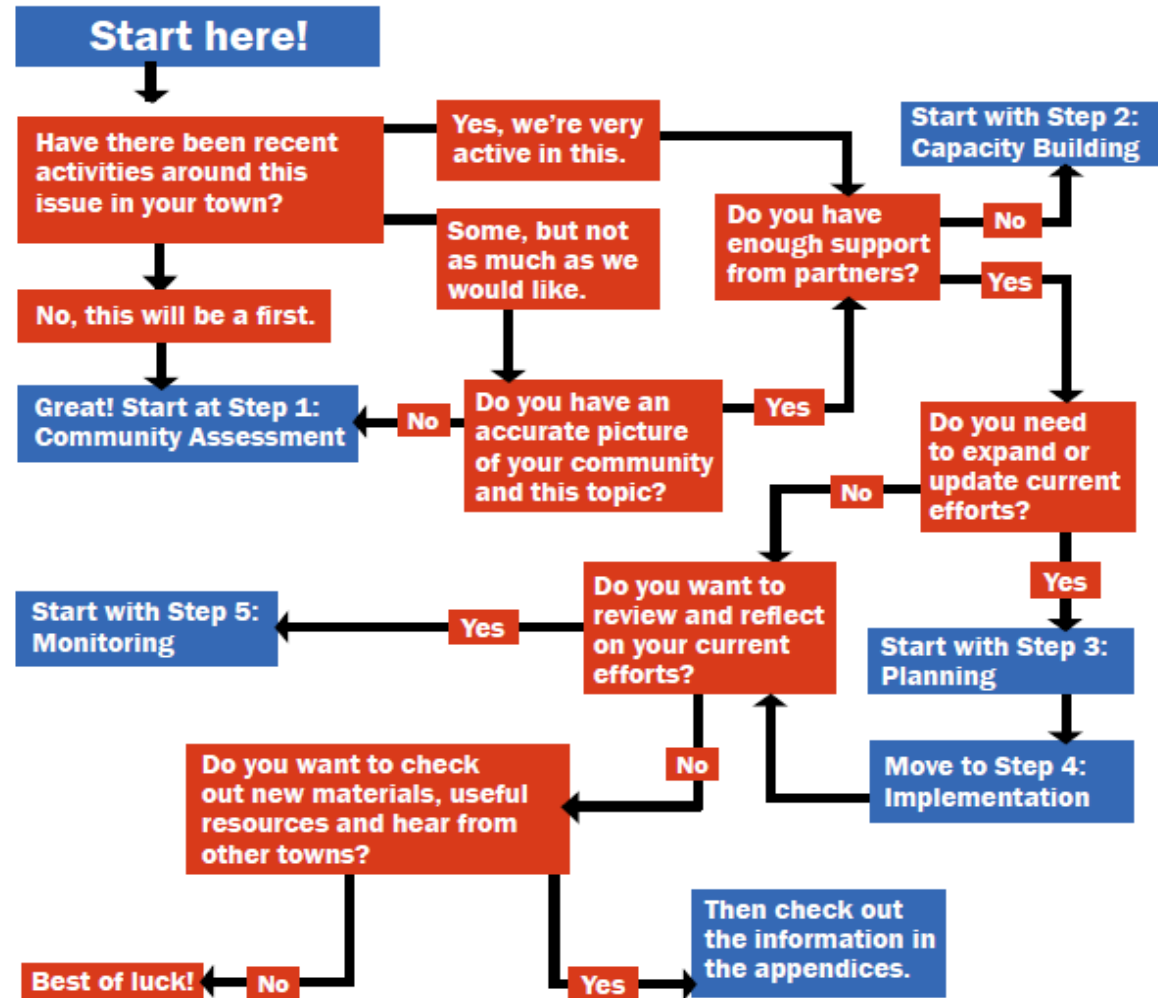 Start here!
Have there been recent
activities around this
issue in your town?
Yes, we're very
active in this.
Some, but not
as much as we
would like.
No, this will be a first.
Great! Start at Step 1:
Community Assessment
No
Do you have an
accurate picture
of your community
and this topic?
Yes
Do you have
enough support
from partners?
No
Start with Step 2:
Capacity Building
Yes
Do you need
to expand or
update current
efforts?
No
Yes
Start with Step 3:
Planning
Move to Step 4:
Implementation
Do you want to
review and reflect
on your current
efforts?
Yes
Start with Step 5:
Monitoring
No
Do you want to check
out new materials, useful
resources and hear from
other towns?
No
Best of luck!
Yes
Then check out
the information in
the appendices.